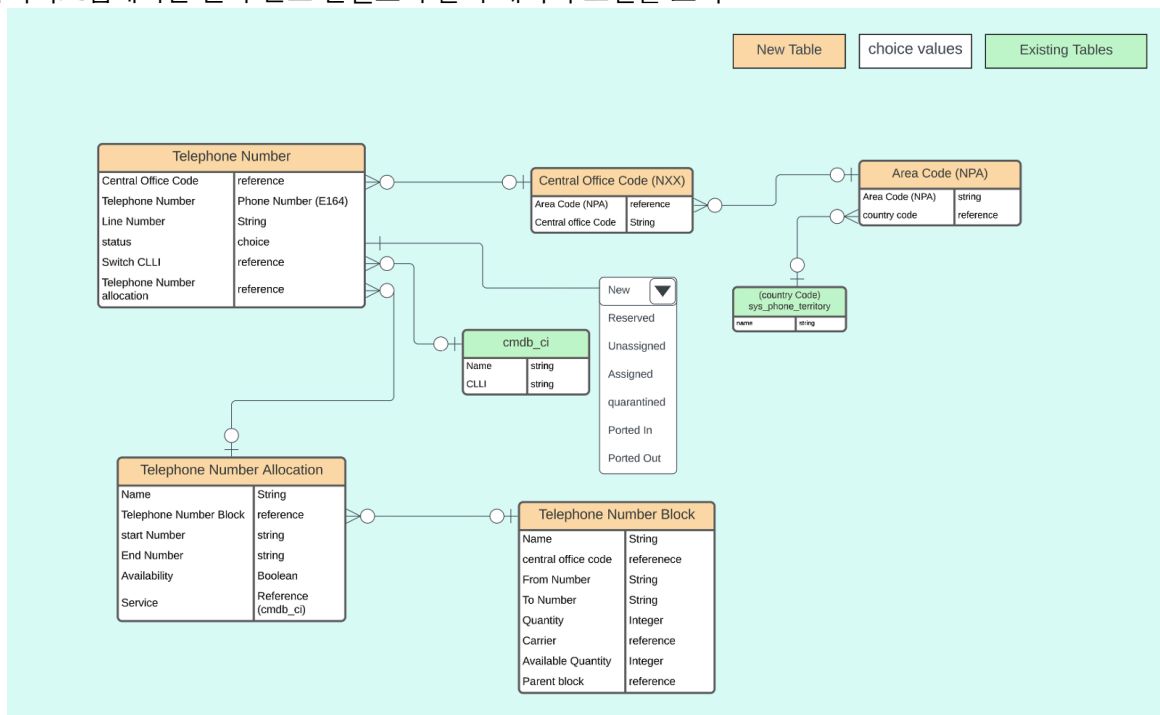 New Table
choice values
Existing Tables
Telephone Number
Central Office Code reference
Telephone Number Phone Number (E164)
Line Number String
status choice
Switch CLLI reference
Telephone Number
allocation reference
Central Office Code (NXX)
Area Code (NPA) reference
Central office Code String
Area Code (NPA)
Area Code (NPA) string
country code reference
(country Code)
sys_phone_territory
name string
New
Reserved
Unassigned
Assigned
quarantined
Ported In
Ported Out
cmdb_ci
Name string
CLLI string
Telephone Number Allocation
Name String
Telephone Number Block reference
start Number string
End Number string
Availability Boolean
Service Reference
(cmdb_ci)
Telephone Number Block
Name String
central office code referenece
From Number String
To Number String
Quantity Integer
Carrier reference
Available Quantity Integer
Parent block reference